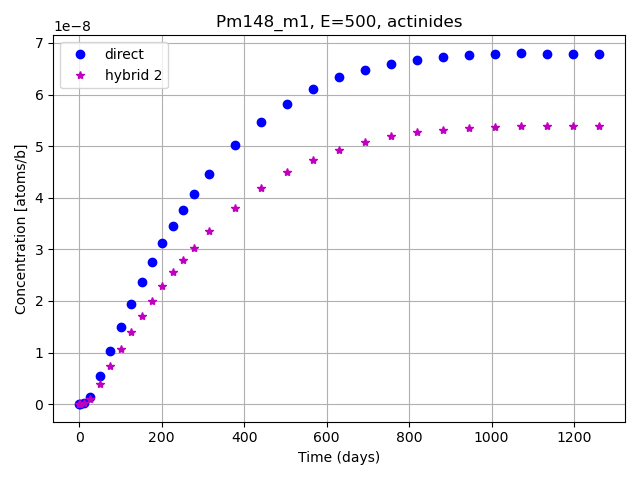 Pm148_m1, E=500, actinides
1e−8
direct
hybrid 2
7
6
5
4
3
2
1
0
Concentration [atoms/b]
0 200 400 600 800 1000 1200
Time (days)